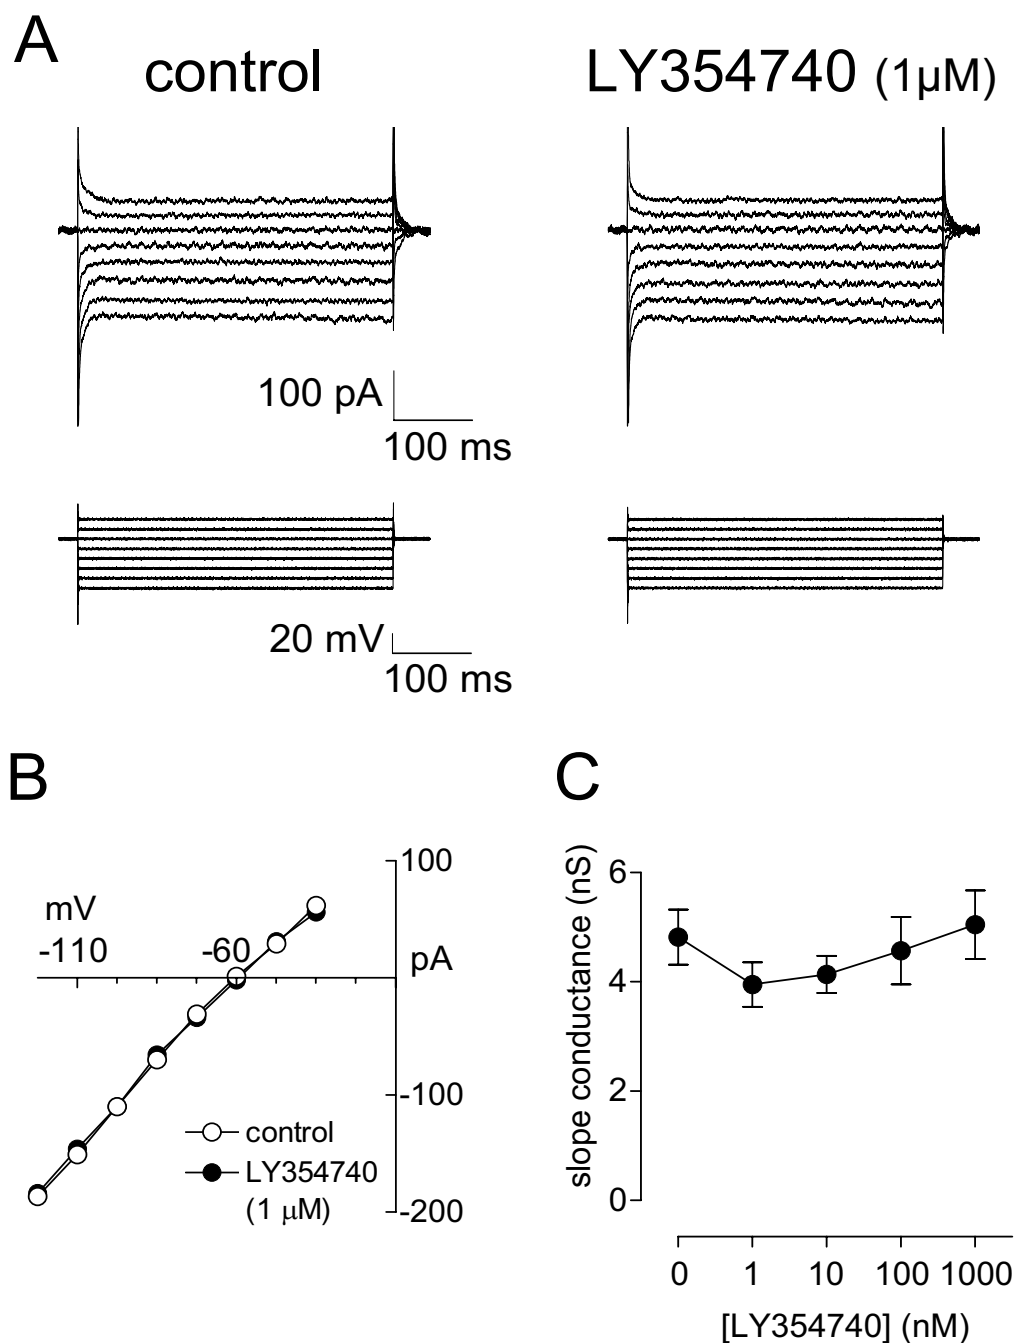 A
control
LY354740 (1µM)
100 pA
100 ms
20 mV
100 ms
B
C
100
mV
-110
-60
pA
-100
control
LY354740
(1 µM)
-200
slope conductance (nS)
6
4
2
0
0 1 10 100 1000
[LY354740] (nM)